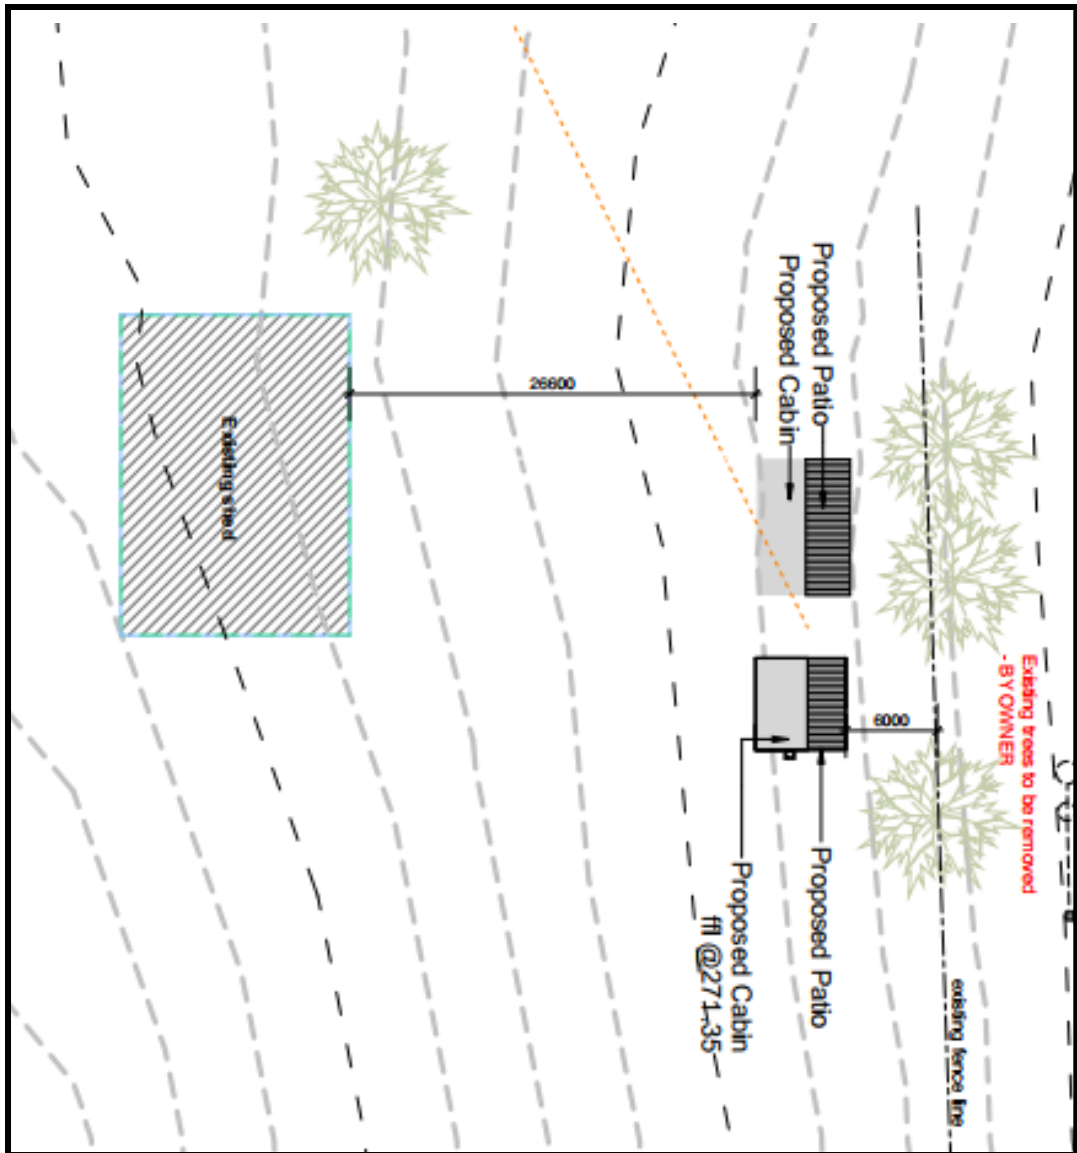 Proposed Patio
Proposed Cabin
26600
Existing shed
Existing trees to be removed
- BY OWNER
6000
Proposed Patio
Proposed Cabin
ffl @271.35
existing fence line